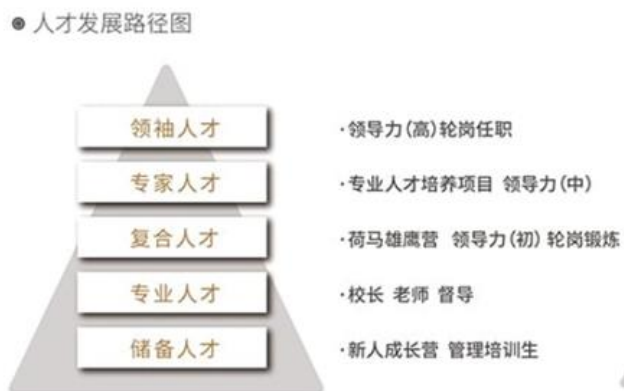 人才发展路径图
领袖人才 ·领导力(高)轮岗任职
专家人才 ·专业人才培养项目 领导力(中)
复合人才 ·荷马雄鹰营 领导力(初) 轮岗锻炼
专业人才 ·校长 老师 督导
储备人才 ·新人成长营 管理培训生